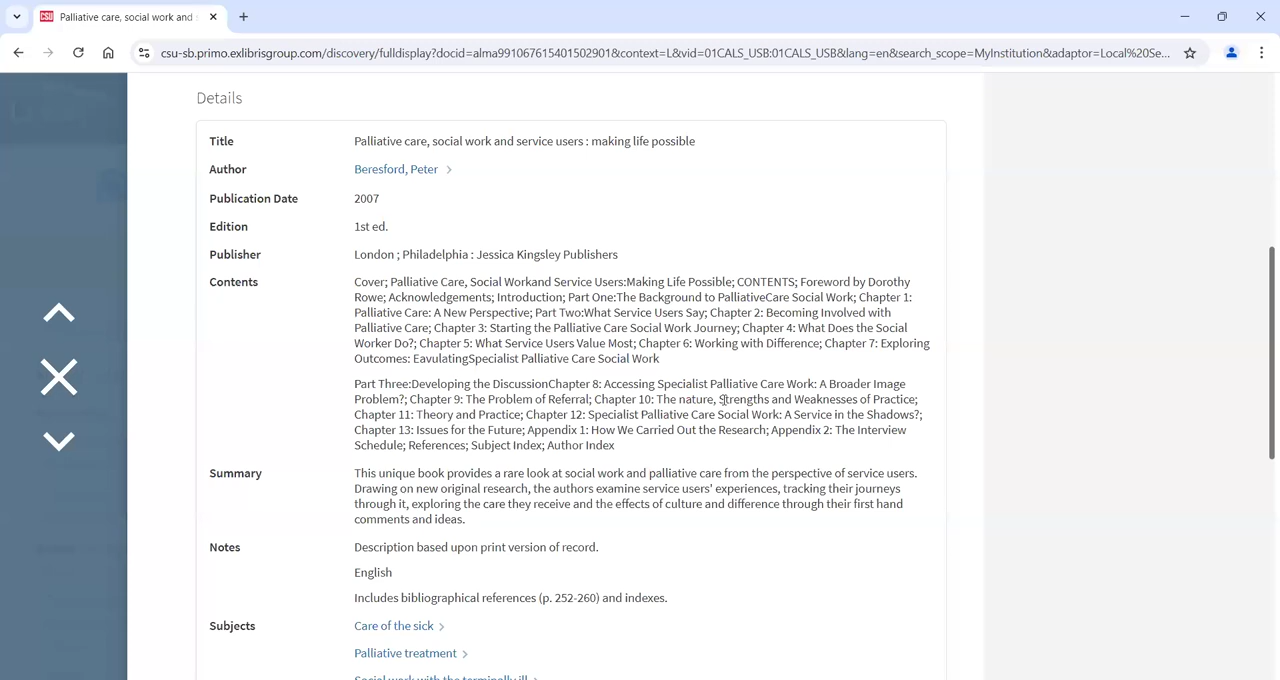 CSU
Palliative care, social work and
csu-sb.primo.exlibrisgroup.com/discovery/fulldisplay?docid=alma991067615401502901&context=L&vid=01CALS_USB:01CALS_USB&lang=en&search_scope=MyInstitution&adaptor=Local%20Se...
Details
Title Palliative care, social work and service users : making life possible
Author Beresford, Peter
Publication Date 2007
Edition 1st ed.
Publisher London ; Philadelphia : Jessica Kingsley Publishers
Contents Cover; Palliative Care, Social Workand Service Users:Making Life Possible; CONTENTS; Foreword by Dorothy
Rowe; Acknowledgements; Introduction; Part One:The Background to PalliativeCare Social Work; Chapter 1:
Palliative Care: A New Perspective; Part Two:What Service Users Say; Chapter 2: Becoming Involved with
Palliative Care; Chapter 3: Starting the Palliative Care Social Work Journey; Chapter 4: What Does the Social
Worker Do?; Chapter 5: What Service Users Value Most; Chapter 6: Working with Difference; Chapter 7: Exploring
Outcomes: EavulatingSpecialist Palliative Care Social Work
Part Three:Developing the DiscussionChapter 8: Accessing Specialist Palliative Care Work: A Broader Image
Problem?; Chapter 9: The Problem of Referral; Chapter 10: The nature, Strengths and Weaknesses of Practice;
Chapter 11: Theory and Practice; Chapter 12: Specialist Palliative Care Social Work: A Service in the Shadows?;
Chapter 13: Issues for the Future; Appendix 1: How We Carried Out the Research; Appendix 2: The Interview
Schedule; References; Subject Index; Author Index
Summary This unique book provides a rare look at social work and palliative care from the perspective of service users.
Drawing on new original research, the authors examine service users' experiences, tracking their journeys
through it, exploring the care they receive and the effects of culture and difference through their first hand
comments and ideas.
Notes Description based upon print version of record.
English
Includes bibliographical references (p. 252-260) and indexes.
Subjects Care of the sick
Palliative treatment
Social work with the terminally ill